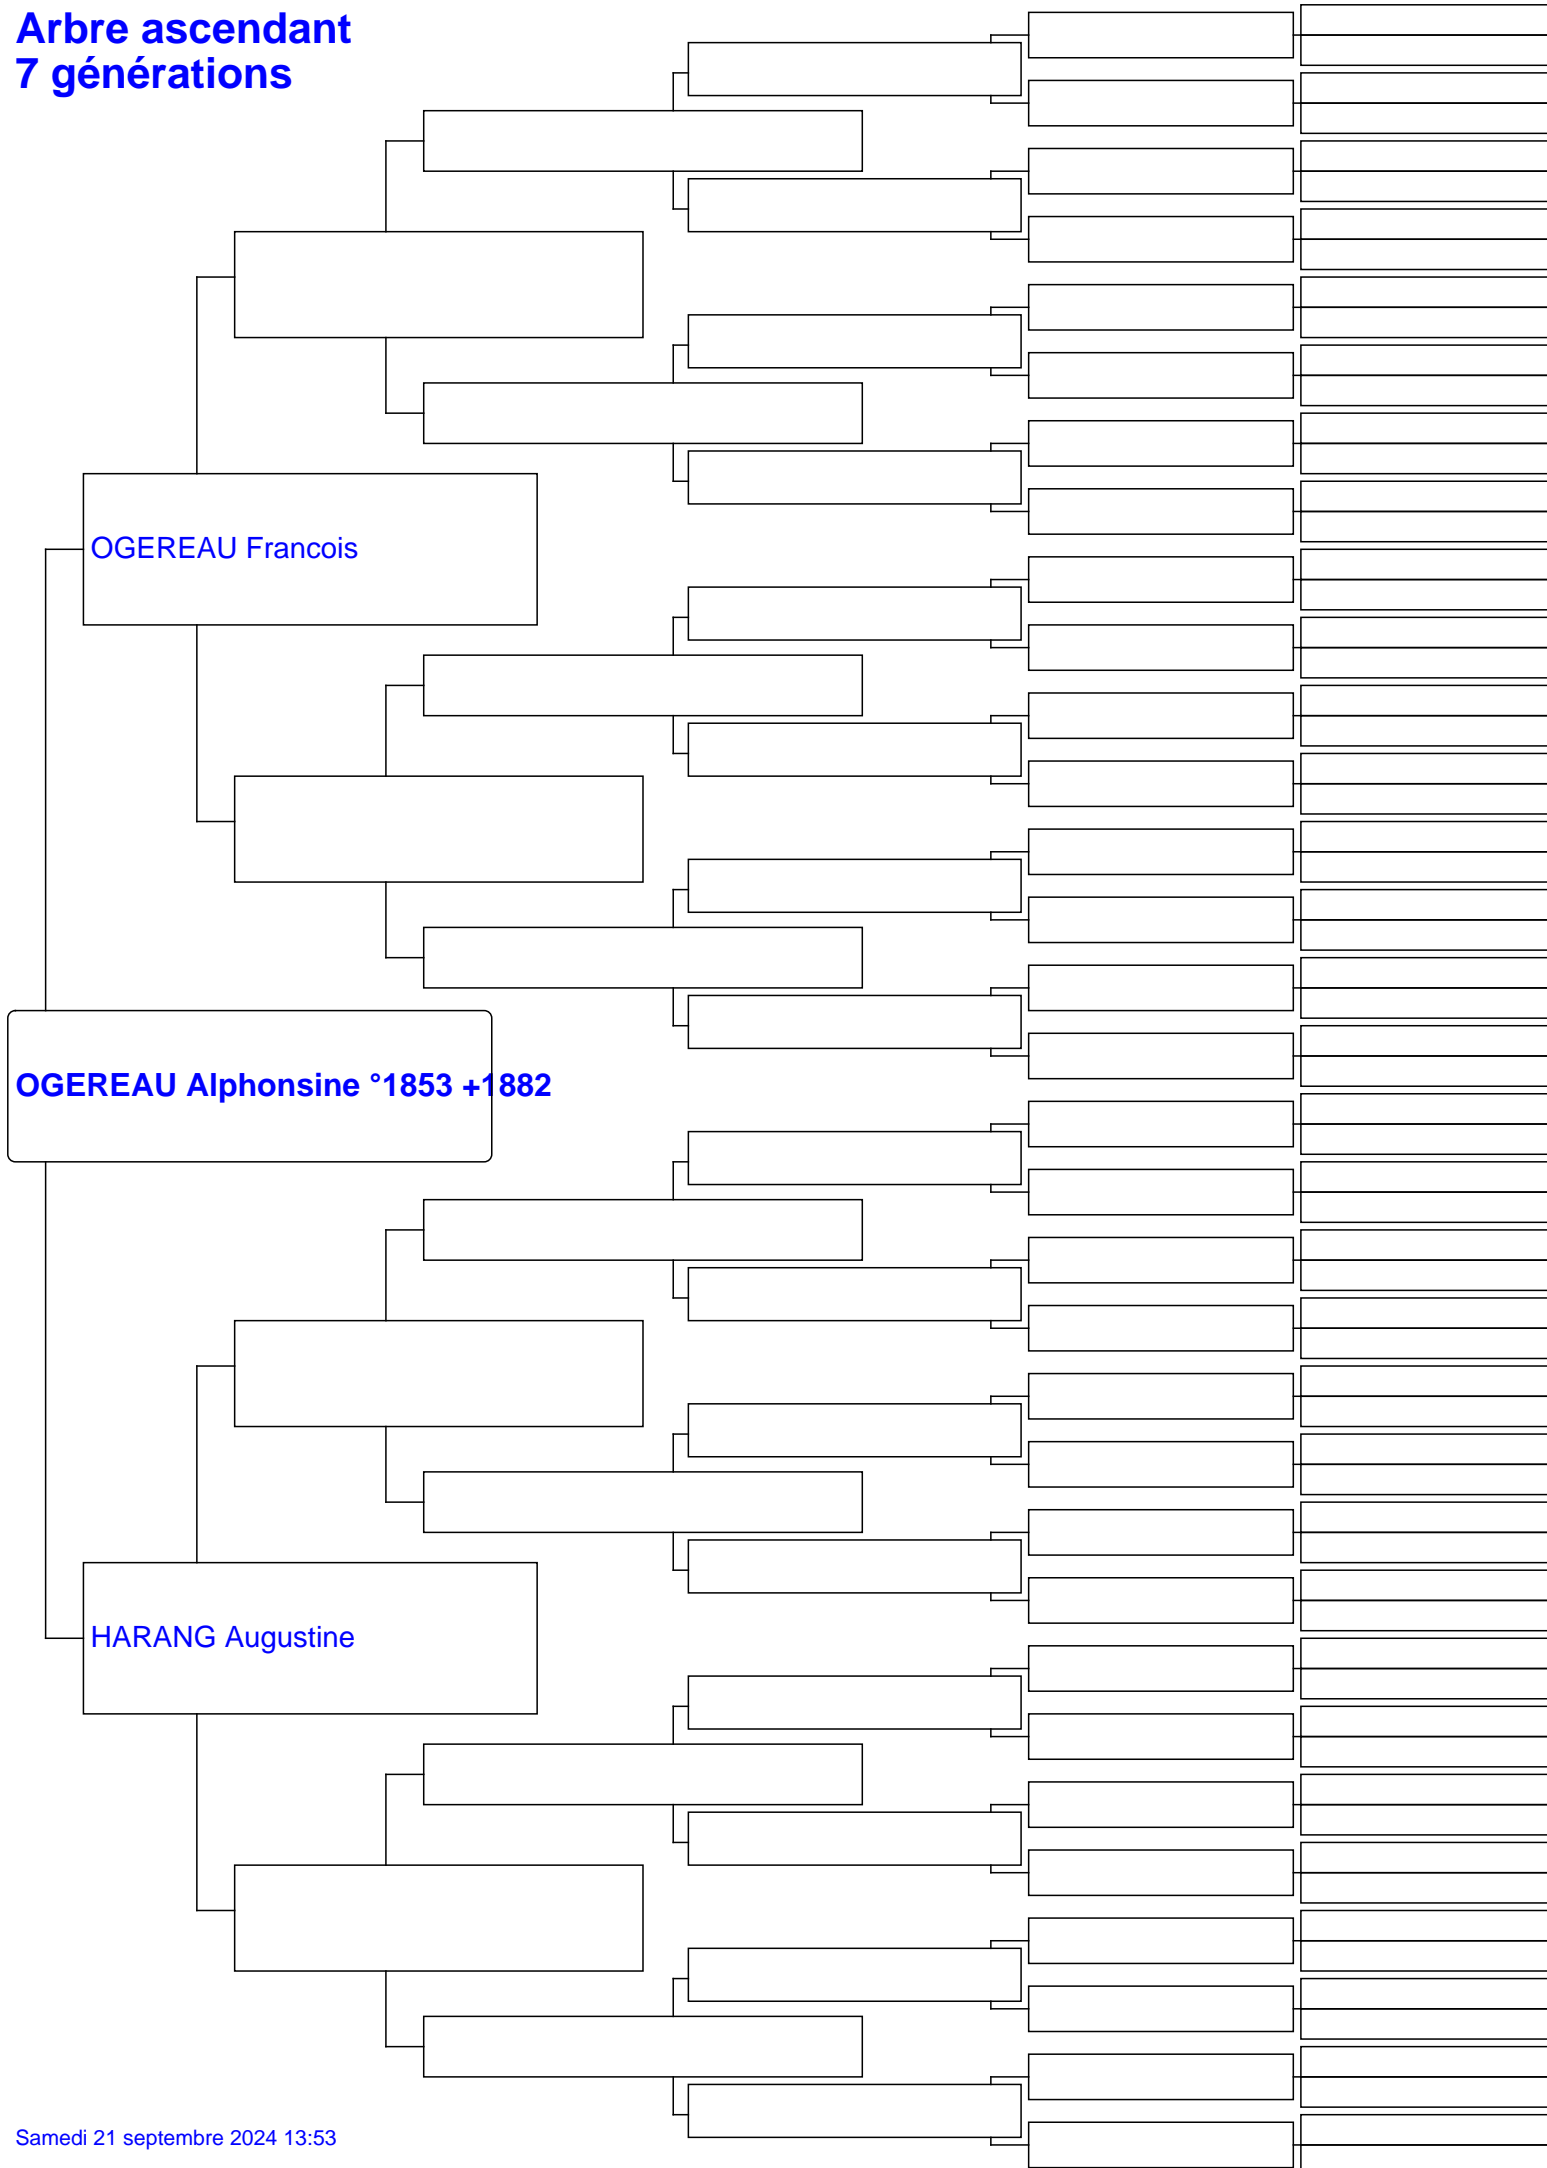 Arbre ascendant
7 générations
OGEREAU Francois
OGEREAU Alphonsine °1853 +1882
HARANG Augustine
Samedi 21 septembre 2024 13:53